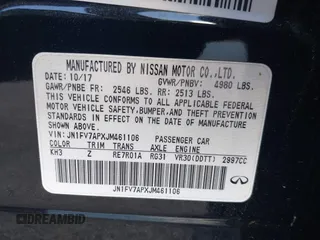 MANUFACTURED BY NISSAN MOTOR CO.,LTD.
10/17 GVWR/PNBV: 4980 LBS.
GAWR/PNBE FR: 2546 LBS. RR: 2513 LBS.
THIS VEHICLE CONFORMS TO ALL APPLICABLE
FEDERAL MOTOR VEHICLE SAFETY,
BUMPER, AND THEFT PREVENTION STANDARDS
IN EFFECT ON THE DATE OF MANUFACTURE
SHOWN ABOVE.
JN1FV7APXJM461106 PASSENGER CAR
COLOR TRIM TRANS AXLE ENGINE
KH3 Z RE7R01A RG31 VR30(DDTT) 2997CC
JN1FV7APXJM461106
INFINITI
© DREAMBID